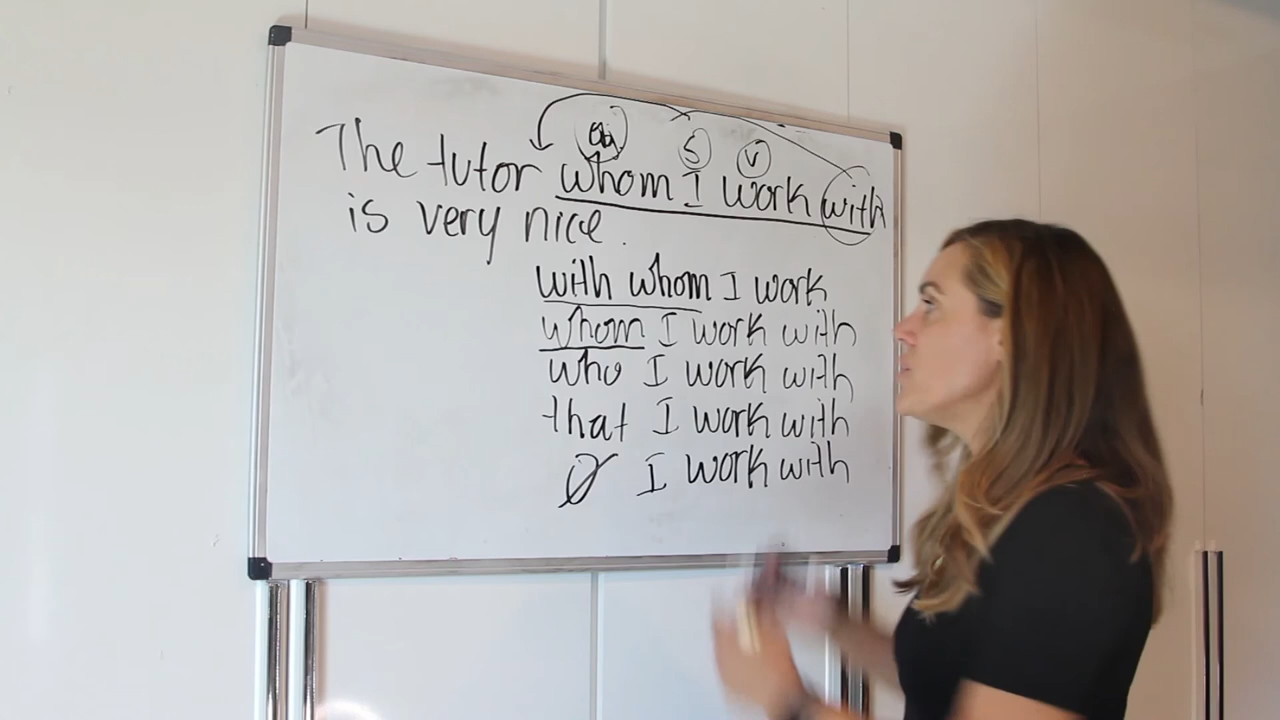 obj S V
The tutor whom I work with
is very nice.
with whom I work
whom I work with
who I work with
that I work with
Ø I work with